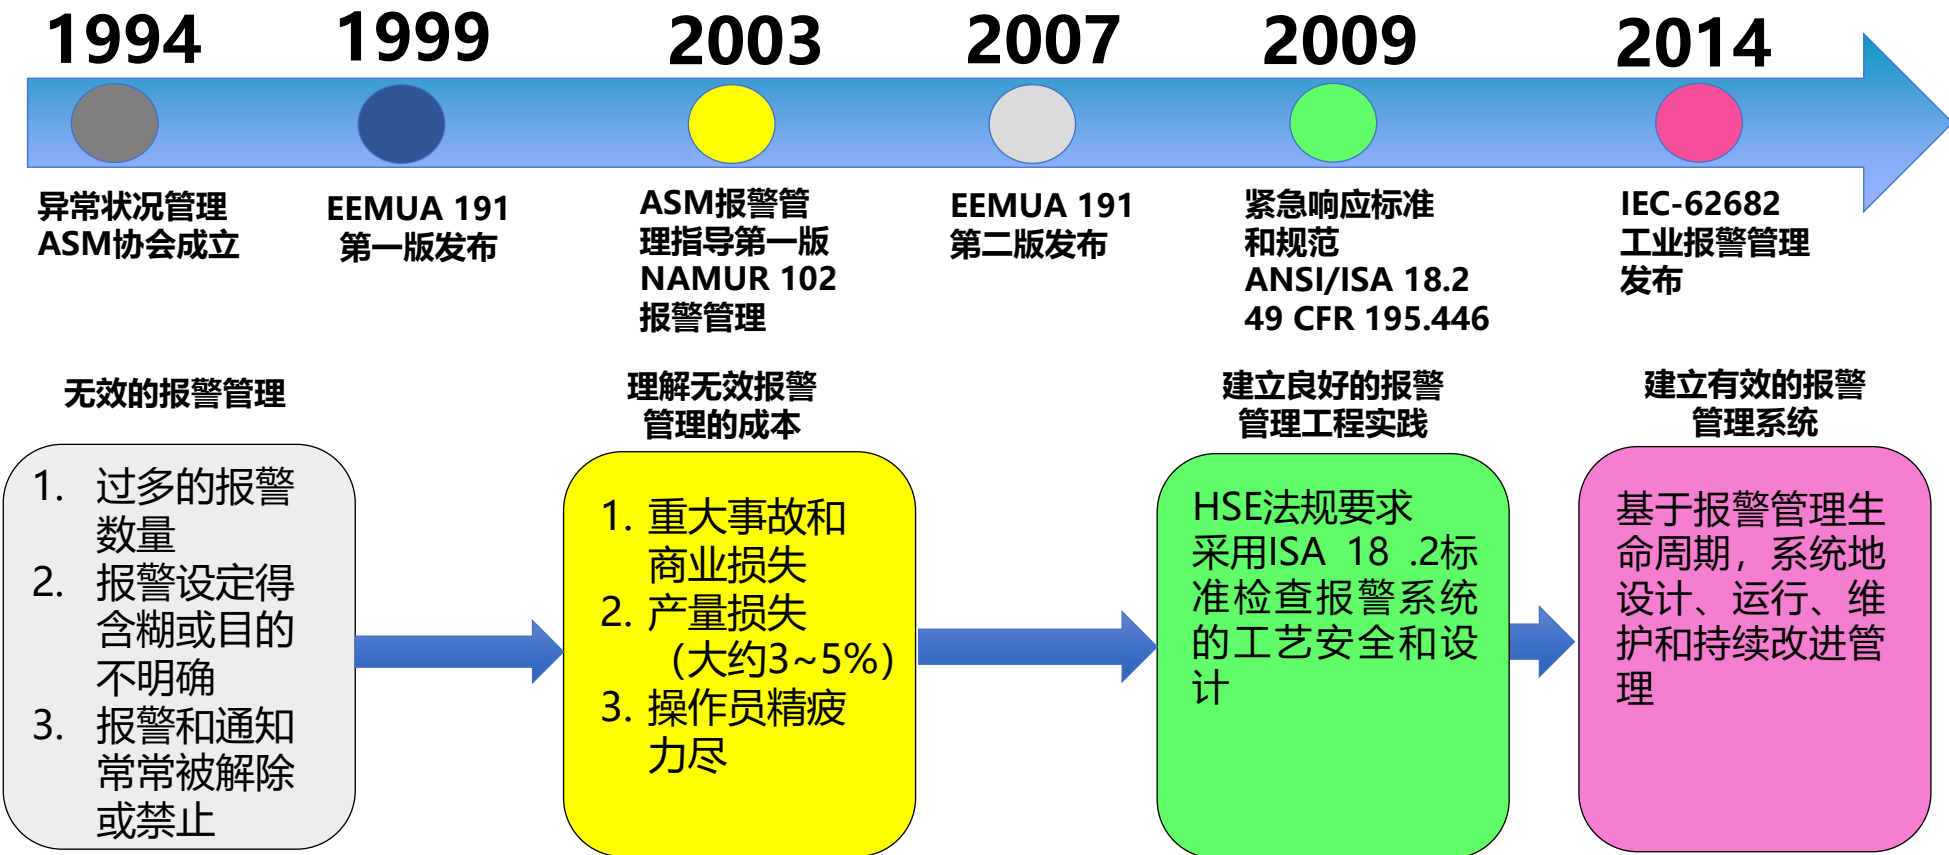 1994
1999
2003
2007
2009
2014
异常状况管理
ASM协会成立
EEMUA 191
第一版发布
ASM报警管
理指导第一版
NAMUR 102
报警管理
EEMUA 191
第二版发布
紧急响应标准
和规范
ANSI/ISA 18.2
49 CFR 195.446
IEC-62682
工业报警管理
发布
无效的报警管理
1. 过多的报警
数量
2. 报警设定得
含糊或目的
不明确
3. 报警和通知
常常被解除
或禁止
理解无效报警
管理的成本
1. 重大事故和
商业损失
2. 产量损失
（大约3~5%）
3. 操作员精疲
力尽
建立良好的报警
管理工程实践
HSE法规要求
采用ISA 18 .2标
准检查报警系统
的工艺安全和设
计
建立有效的报警
管理系统
基于报警管理生
命周期，系统地
设计、运行、维
护和持续改进管
理